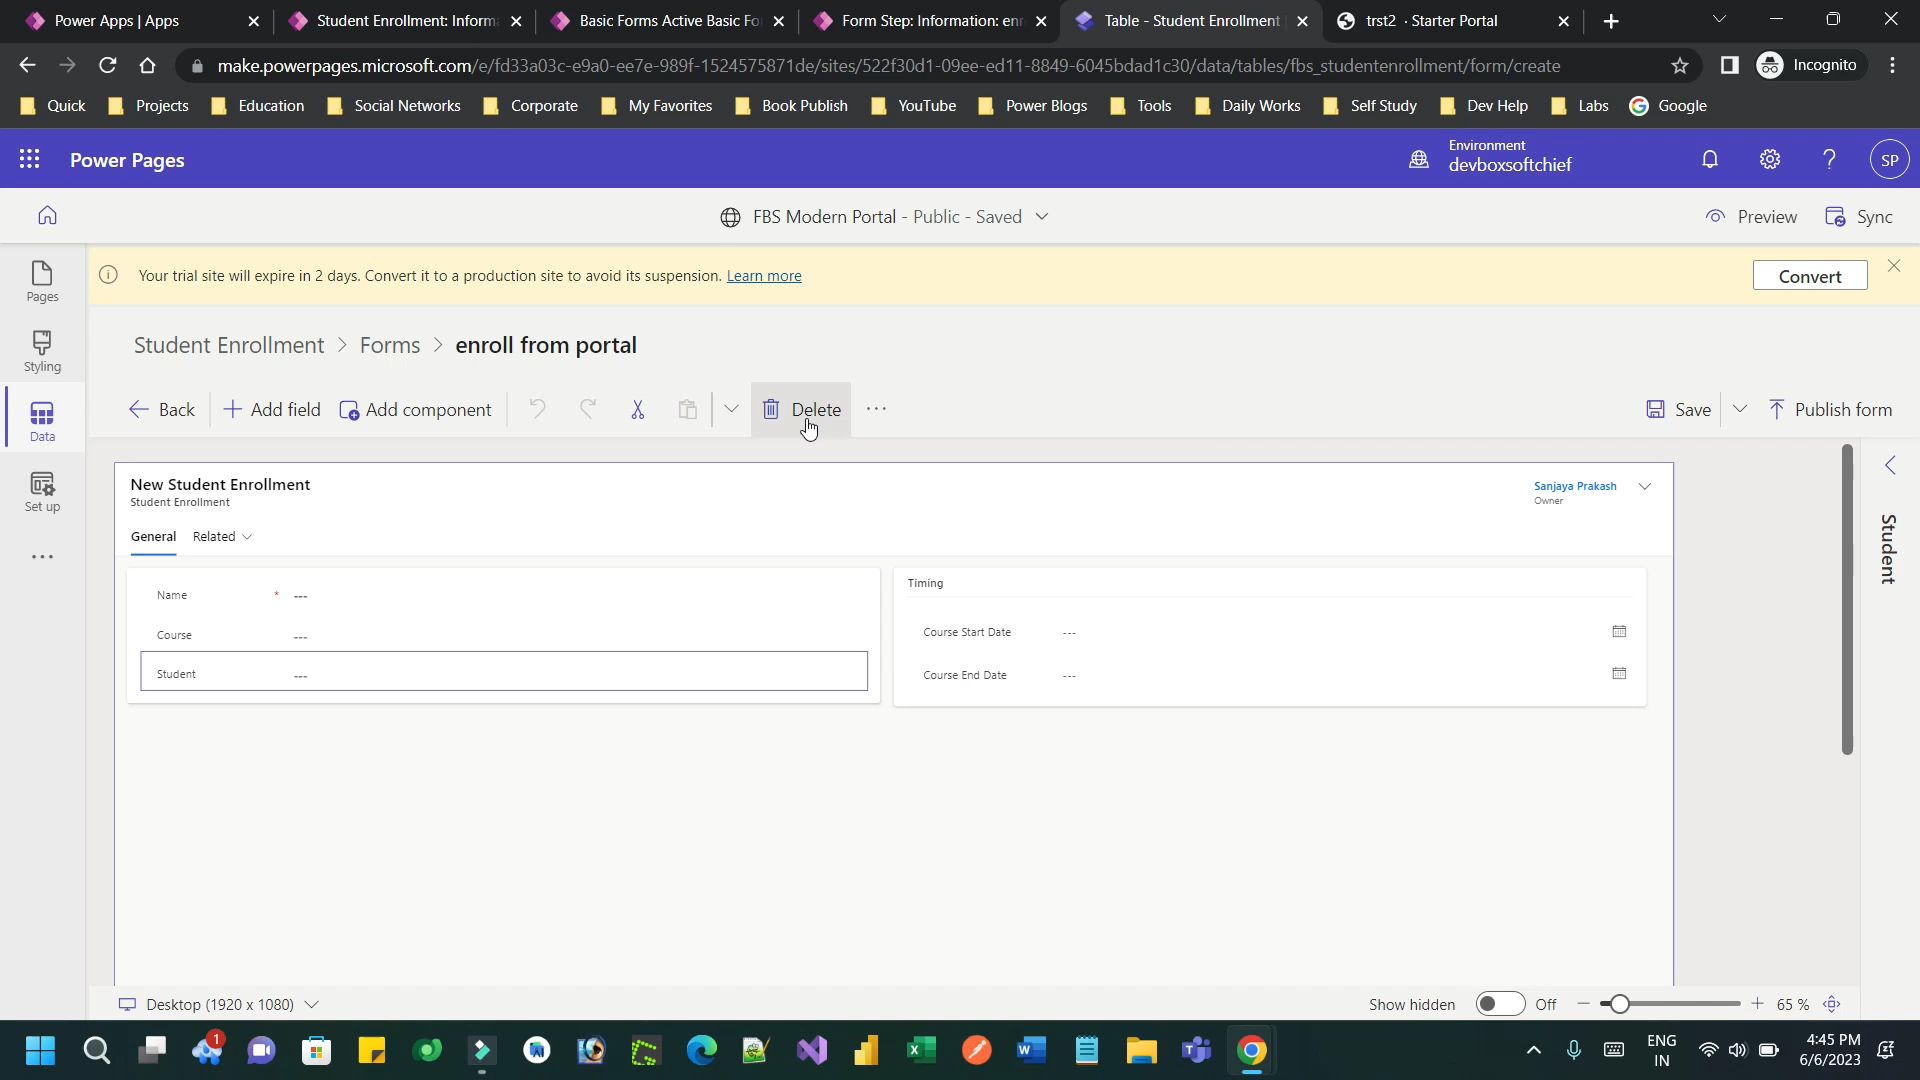 Power Apps | Apps
Student Enrollment: Inform
Basic Forms Active Basic Fo
Form Step: Information: en
Table - Student Enrollment
trst2 · Starter Portal
make.powerpages.microsoft.com/e/fd33a03c-e9a0-ee7e-989f-1524575871de/sites/522f30d1-09ee-ed11-8849-6045bdad1c30/data/tables/fbs_studentenrollment/form/create
Incognito
Quick
Projects
Education
Social Networks
Corporate
My Favorites
Book Publish
YouTube
Power Blogs
Tools
Daily Works
Self Study
Dev Help
Labs
Google
Power Pages
Environment
devboxsoftchief
SP
FBS Modern Portal - Public - Saved
Preview
Sync
Pages
Styling
Data
Set up
Your trial site will expire in 2 days. Convert it to a production site to avoid its suspension. Learn more
Convert
Student Enrollment > Forms > enroll from portal
Back
Add field
Add component
Delete
Save
Publish form
New Student Enrollment
Student Enrollment
Sanjaya Prakash
Owner
General
Related
Name * ---
Course ---
Student ---
Timing
Course Start Date ---
Course End Date ---
Student
Desktop (1920 x 1080)
Show hidden
Off
65 %
1
ENG
IN
4:45 PM
6/6/2023